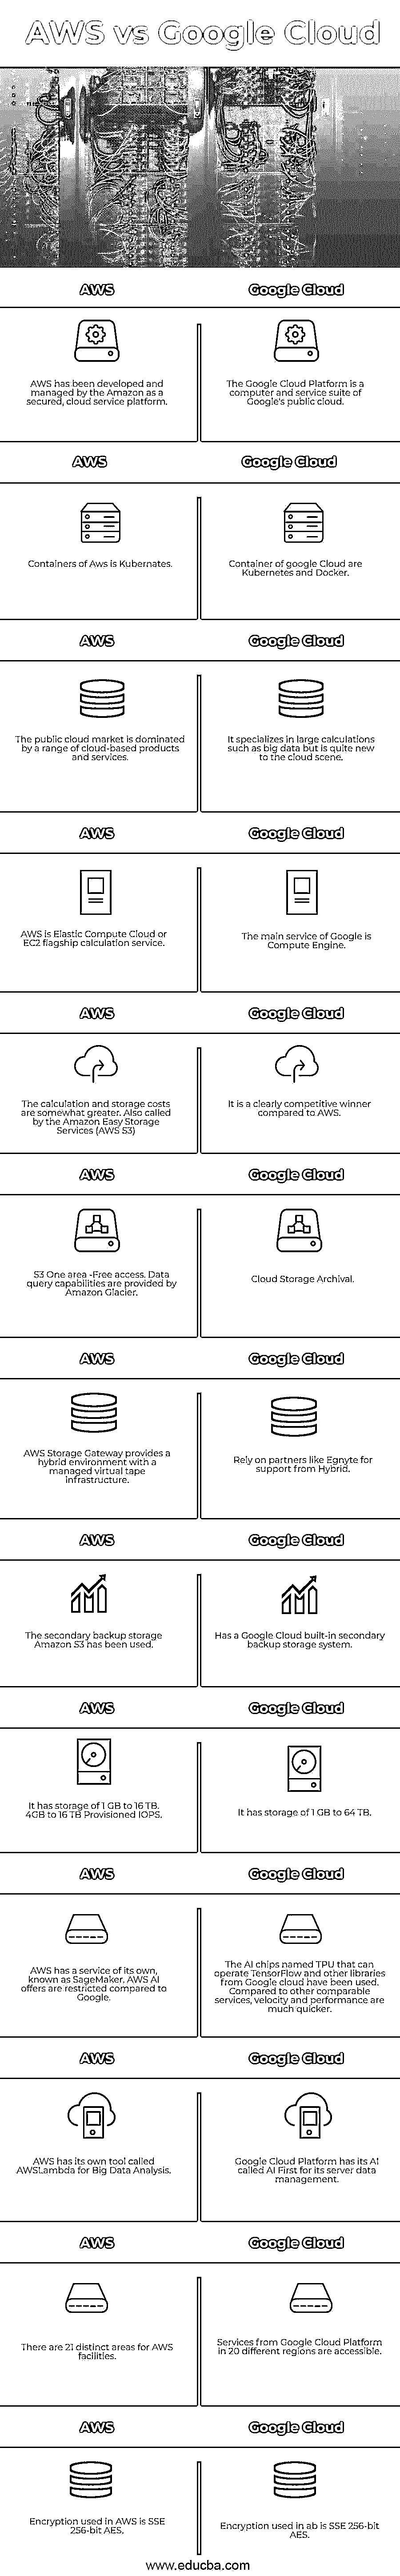 AWS vs Google Cloud
AWS
Google Cloud
AWS has been developed and
managed by the Amazon as a
secured, cloud service platform.
The Google Cloud Platform is a
computer and service suite of
Google's public cloud.
AWS
Google Cloud
Containers of Aws is Kubernates.
Container of google Cloud are
Kubernetes and Docker.
AWS
Google Cloud
The public cloud market is dominated
by a range of cloud-based products
and services.
It specializes in large calculations
such as big data but is quite new
to the cloud scene.
AWS
Google Cloud
AWS is Elastic Compute Cloud or
EC2 flagship calculation service.
The main service of Google is
Compute Engine.
AWS
Google Cloud
The calculation and storage costs
are somewhat greater. Also called
by the Amazon Easy Storage
Services (AWS S3)
It is a clearly competitive winner
compared to AWS.
AWS
Google Cloud
S3 One area -Free access. Data
query capabilities are provided by
Amazon Glacier.
Cloud Storage Archival.
AWS
Google Cloud
AWS Storage Gateway provides a
hybrid environment with a
managed virtual tape
infrastructure.
Rely on partners like Egnyte for
support from Hybrid.
AWS
Google Cloud
The secondary backup storage
Amazon S3 has been used.
Has a Google Cloud built-in secondary
backup storage system.
AWS
Google Cloud
It has storage of 1 GB to 16 TB.
4GB to 16 TB Provisioned IOPS.
It has storage of 1 GB to 64 TB.
AWS
Google Cloud
AWS has a service of its own,
known as SageMaker. AWS AI
offers are restricted compared to
Google.
The AI chips named TPU that can
operate TensorFlow and other libraries
from Google cloud have been used.
Compared to other comparable
services, velocity and performance are
much quicker.
AWS
Google Cloud
AWS has its own tool called
AWSLambda for Big Data Analysis.
Google Cloud Platform has its AI
called AI First for its server data
management.
AWS
Google Cloud
There are 21 distinct areas for AWS
facilities.
Services from Google Cloud Platform
in 20 different regions are accessible.
AWS
Google Cloud
Encryption used in AWS is SSE
256-bit AES.
Encryption used in ab is SSE 256-bit
AES.
www.educba.com